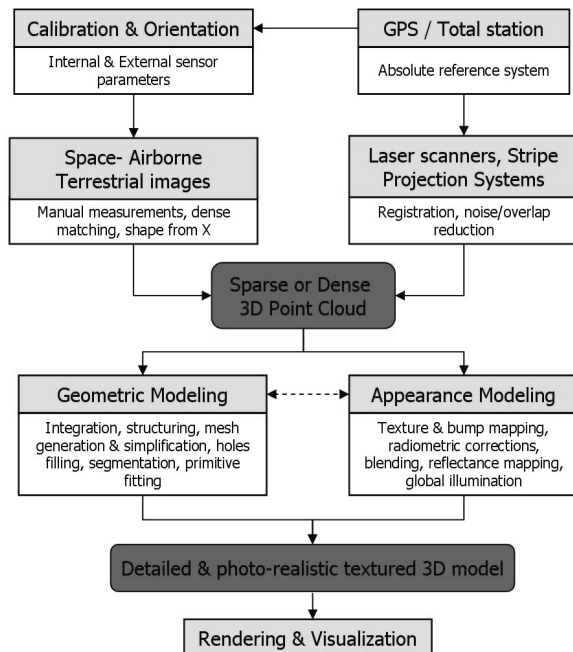 Calibration & Orientation
Internal & External sensor
parameters
GPS / Total station
Absolute reference system
Space- Airborne
Terrestrial images
Manual measurements, dense
matching, shape from X
Laser scanners, Stripe
Projection Systems
Registration, noise/overlap
reduction
Sparse or Dense
3D Point Cloud
Geometric Modeling
Integration, structuring, mesh
generation & simplification, holes
filling, segmentation, primitive
fitting
Appearance Modeling
Texture & bump mapping,
radiometric corrections,
blending, reflectance mapping,
global illumination
Detailed & photo-realistic textured 3D model
Rendering & Visualization